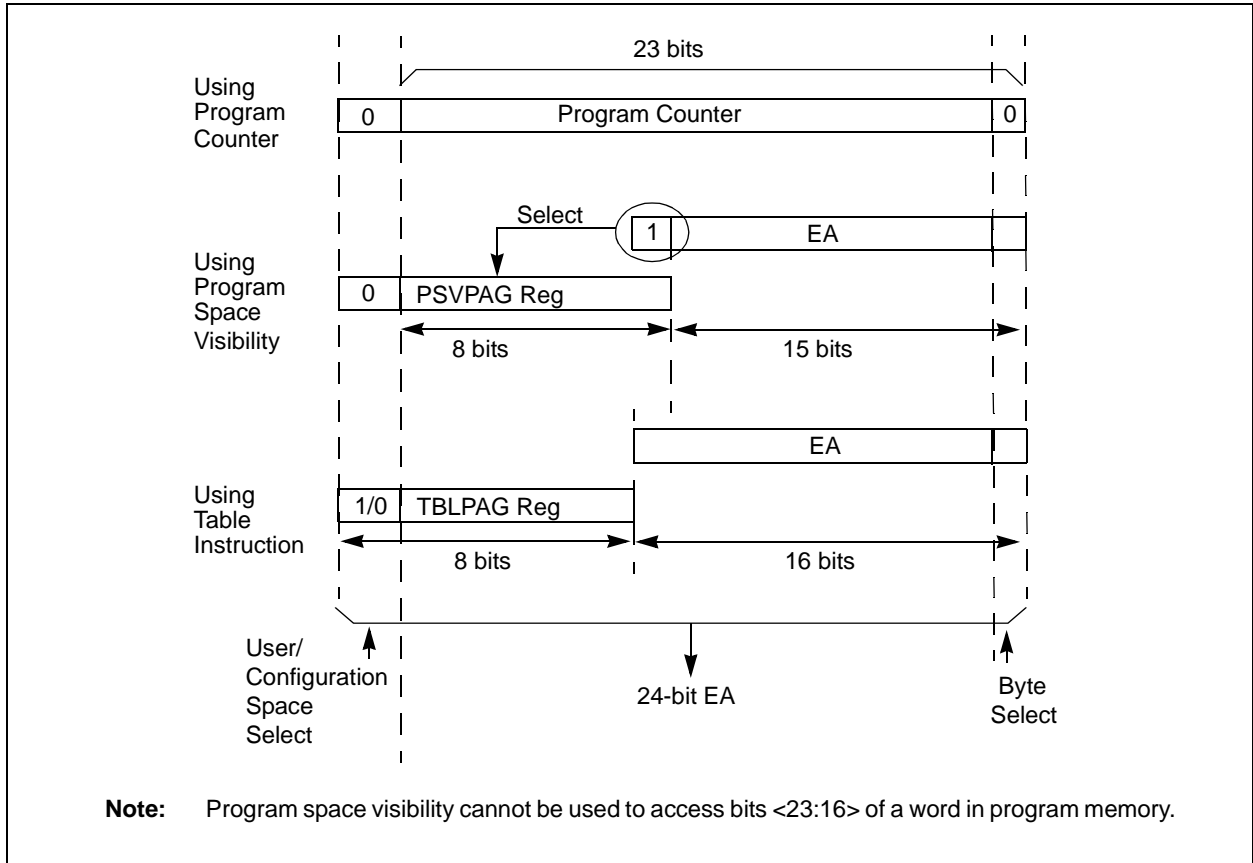 23 bits
Using
Program
Counter
0
Program Counter
0
Select
1
EA
Using
Program
Space
Visibility
0
PSVPAG Reg
8 bits
15 bits
EA
Using
Table
Instruction
1/0
TBLPAG Reg
8 bits
16 bits
User/
Configuration
Space
Select
24-bit EA
Byte
Select
Note: Program space visibility cannot be used to access bits <23:16> of a word in program memory.